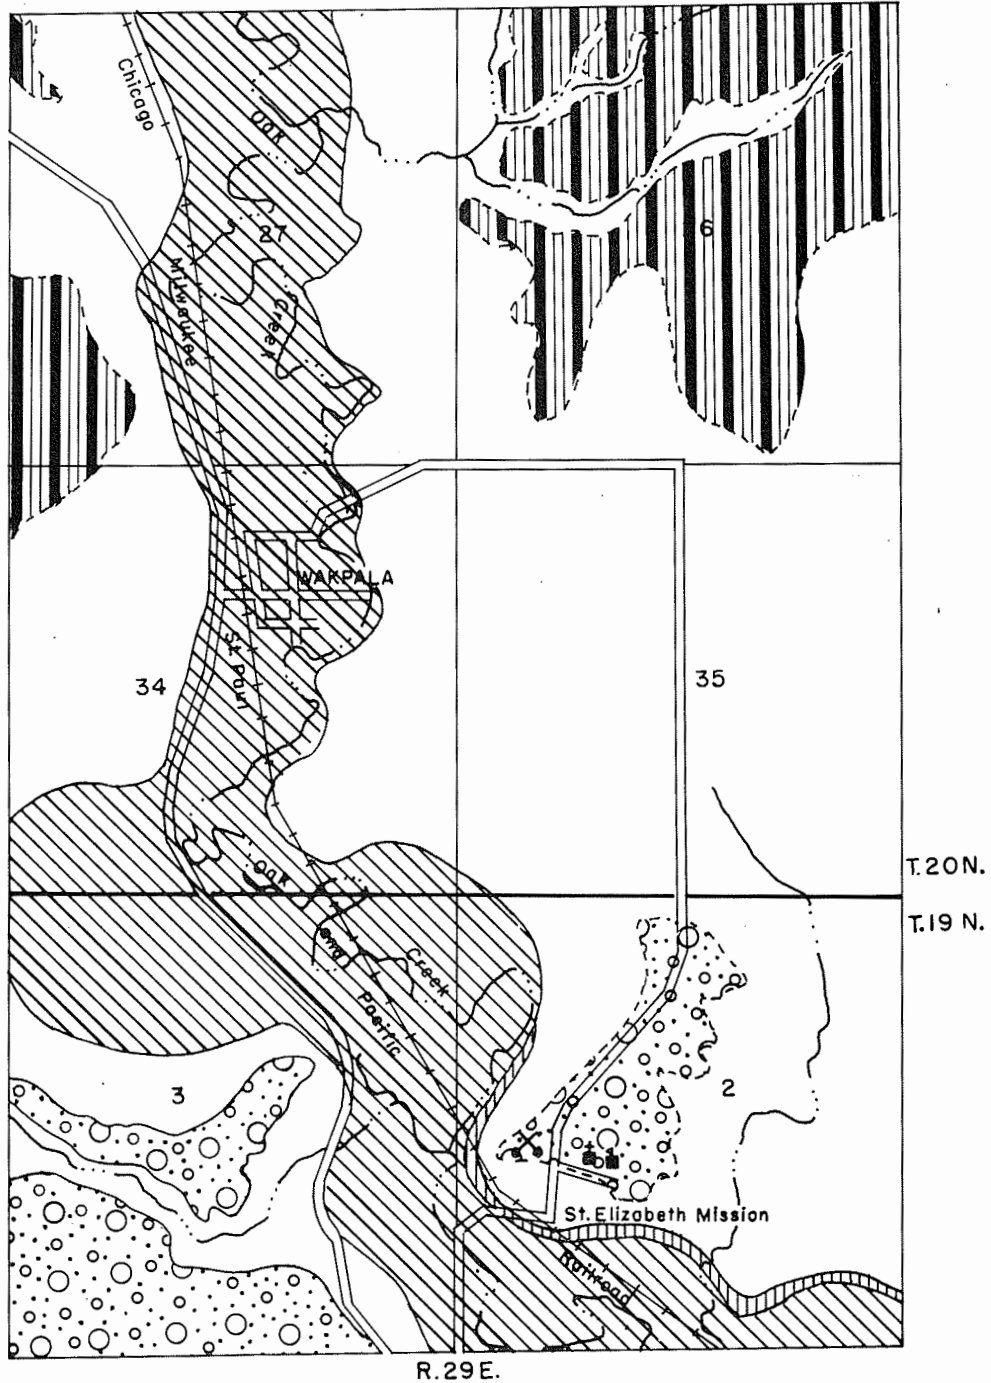 Chicago
Oak
27
6
Milwaukee
Creek
WAKPALA
St. Paul
34
35
T.20N.
Oak
T.19 N.
and
Creek
Pacific
3
2
St. Elizabeth Mission
Railroad
R.29E.